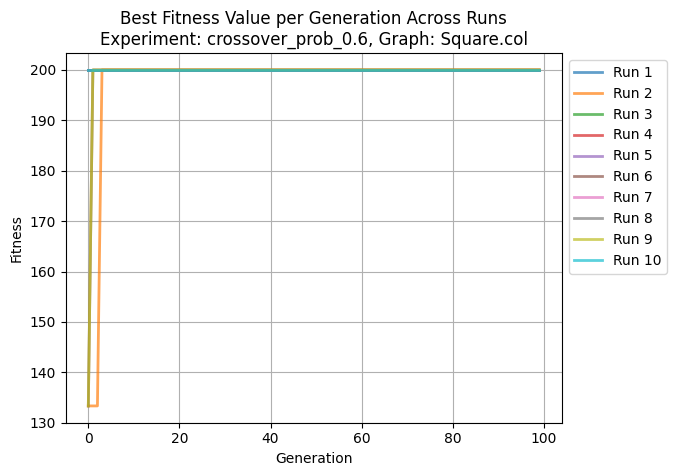 Best Fitness Value per Generation Across Runs
Experiment: crossover_prob_0.6, Graph: Square.col
200
190
180
170
160
150
140
130
Fitness
0
20
40
60
80
100
Generation
Run 1
Run 2
Run 3
Run 4
Run 5
Run 6
Run 7
Run 8
Run 9
Run 10